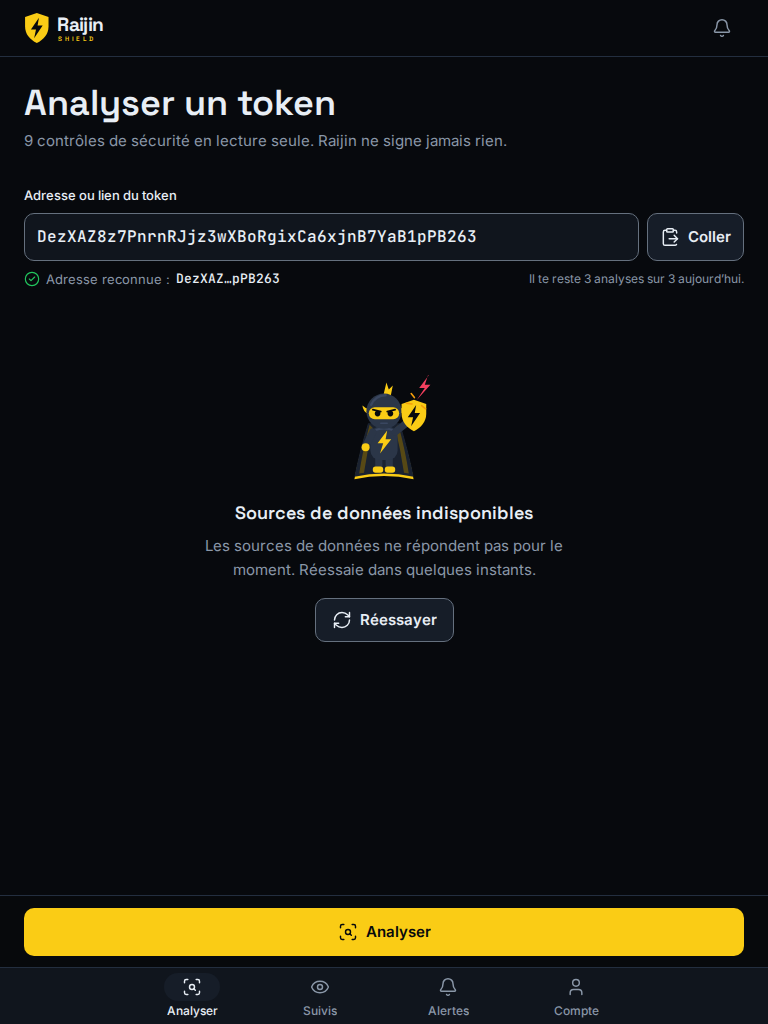 Raijin
SHIELD
Analyser un token
9 contrôles de sécurité en lecture seule. Raijin ne signe jamais rien.
Adresse ou lien du token
DezXAZ8z7PnrnRJjz3wXBoRgixCa6xjnB7YaB1pPB263
Coller
Adresse reconnue : DezXAZ…pPB263
Il te reste 3 analyses sur 3 aujourd’hui.
Sources de données indisponibles
Les sources de données ne répondent pas pour le
moment. Réessaie dans quelques instants.
Réessayer
Analyser
Analyser
Suivis
Alertes
Compte